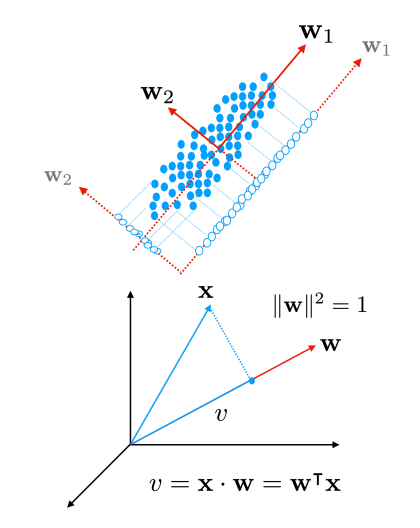 w₁
w₁
w₂
w₂
x
‖w‖² = 1
w
v
v = x · w = wᵀx